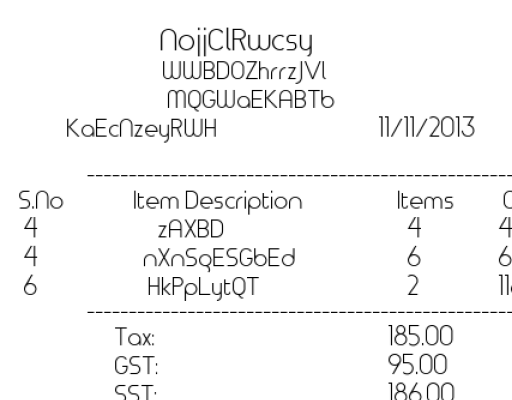 NojjClRwcsy
WWBDOZhrrzJVl
MQGWaEKABTb
KaEcNzeyRWH 11/11/2013
S.No Item Description Items
4 zAXBD 4 4
4 nXnSqESGbEd 6 6
6 HkPpLytQT 2
Tax: 185.00
GST: 95.00
SST: 186.00